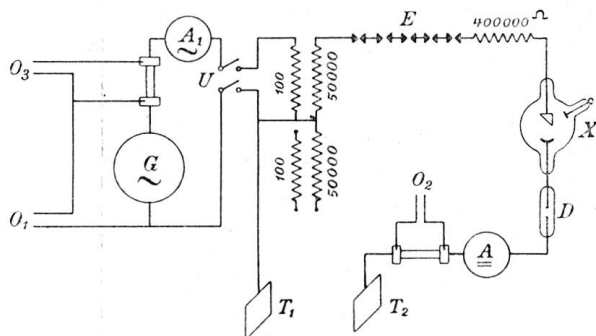 E
400000 Ω
A₁
~
O₃
U
100
50000
X
G
~
100
50000
O₂
D
O₁
A
=
T₁
T₂